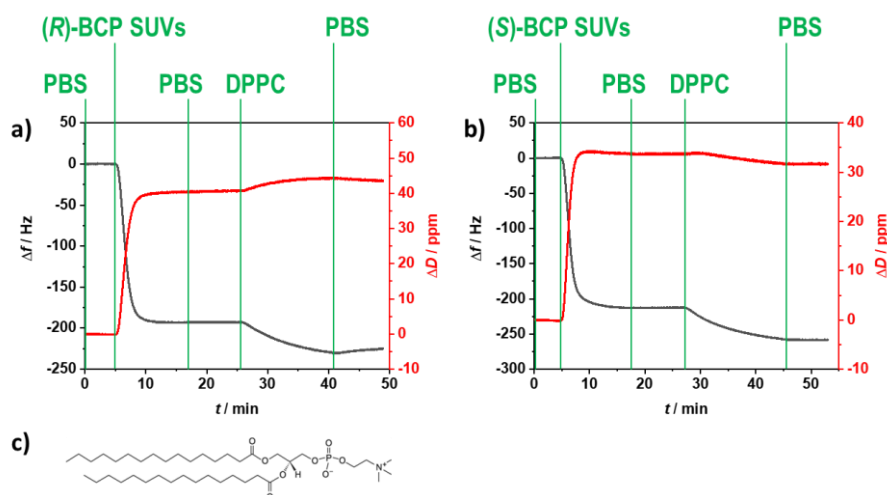 (R)-BCP SUVs PBS
PBS PBS DPPC
a)
50
0
-50
-100
-150
-200
-250
Δf / Hz
60
50
40
30
20
10
0
-10
ΔD / ppm
0 10 20 30 40 50
t / min
(S)-BCP SUVs PBS
PBS PBS DPPC
b)
50
0
-50
-100
-150
-200
-250
-300
Δf / Hz
40
30
20
10
0
-10
ΔD / ppm
0 10 20 30 40 50
t / min
c)
O
O
O
O
H
O
O
P
O⁻
O
N⁺